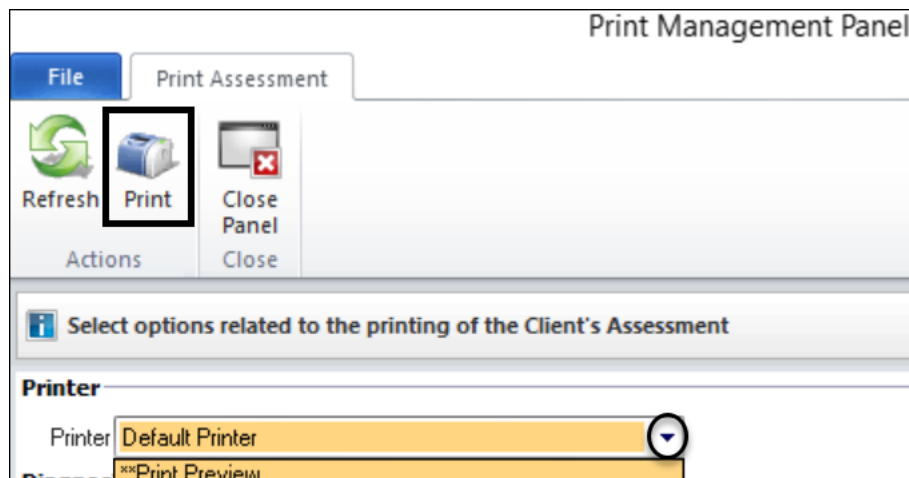 Print Management Panel
File Print Assessment
Refresh Print Close Panel
Actions Close
Select options related to the printing of the Client's Assessment
Printer
Printer Default Printer
**Print Preview